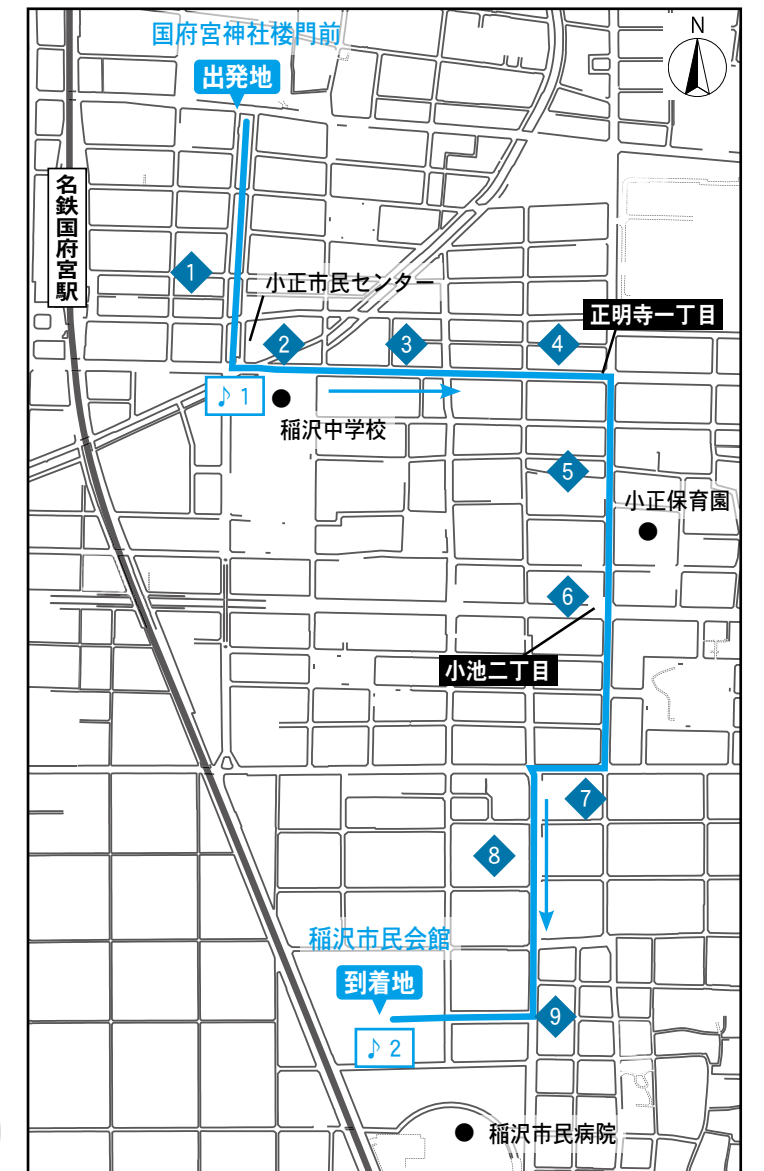 国府宮神社楼門前
出発地
N
名鉄国府宮駅
1
小正市民センター
正明寺一丁目
2
3
4
♪1
稲沢中学校
5
小正保育園
6
小池二丁目
7
8
稲沢市民会館
到着地
9
♪2
稲沢市民病院